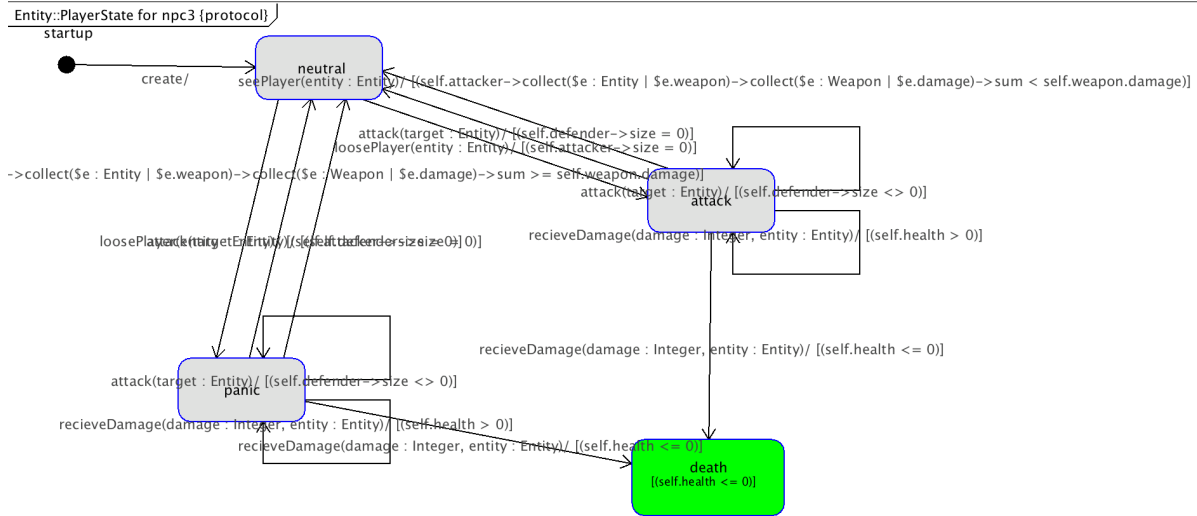 Entity::PlayerState for npc3 {protocol}
startup
neutral
create/
seePlayer(entity : Entity)/ [(self.attacker->collect($e : Entity | $e.weapon)->collect($e : Weapon | $e.damage)->sum < self.weapon.damage)]
attack(target : Entity)/ [(self.defender->size = 0)]
loosePlayer(entity : Entity)/ [(self.attacker->size = 0)]
->collect($e : Entity | $e.weapon)->collect($e : Weapon | $e.damage)->sum >= self.weapon.damage)]
attack(target : Entity)/ [(self.defender->size <> 0)]
attack
recieveDamage(damage : Integer, entity : Entity)/ [(self.health > 0)]
recieveDamage(damage : Integer, entity : Entity)/ [(self.health <= 0)]
attack(target : Entity)/ [(self.defender->size <> 0)]
panic
recieveDamage(damage : Integer, entity : Entity)/ [(self.health > 0)]
recieveDamage(damage : Integer, entity : Entity)/ [(self.health <= 0)]
death
[(self.health <= 0)]